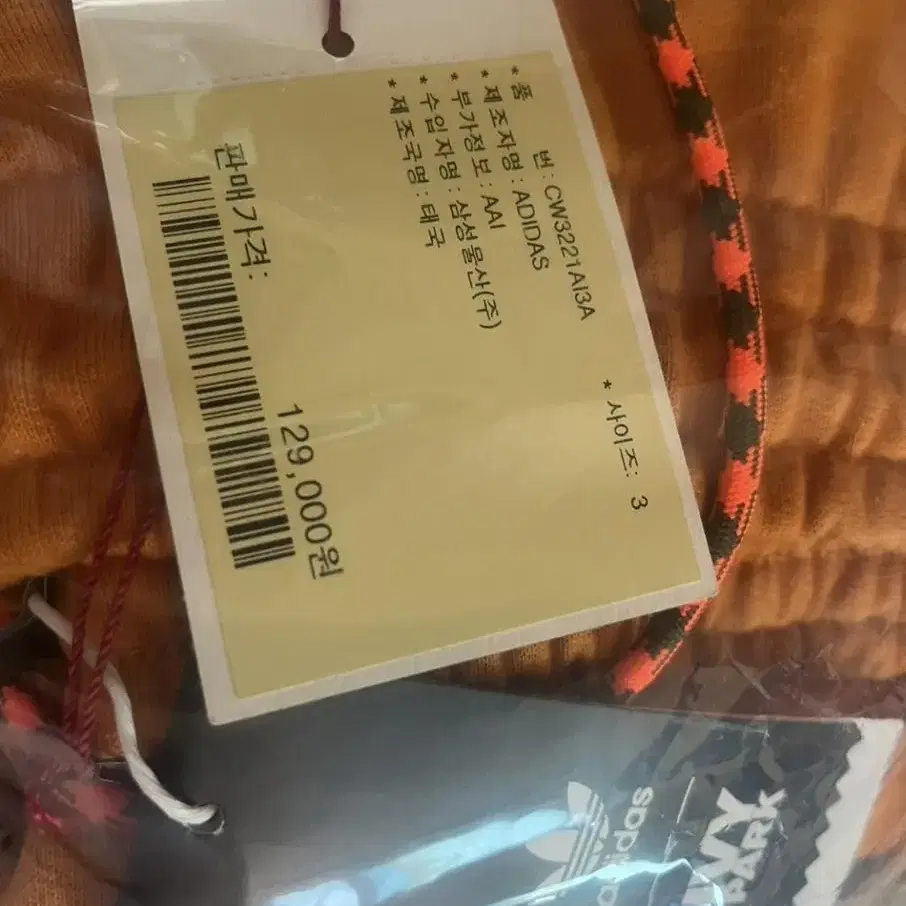 * 품 번 : CW3221AI3A
* 제조자명 : ADIDAS
* 부가정보 : AAI
* 수입자명 : 삼성물산(주)
* 제조국명 : 태국
* 사이즈: 3
판매가격:
129,000원
adidas
IVY
PARK